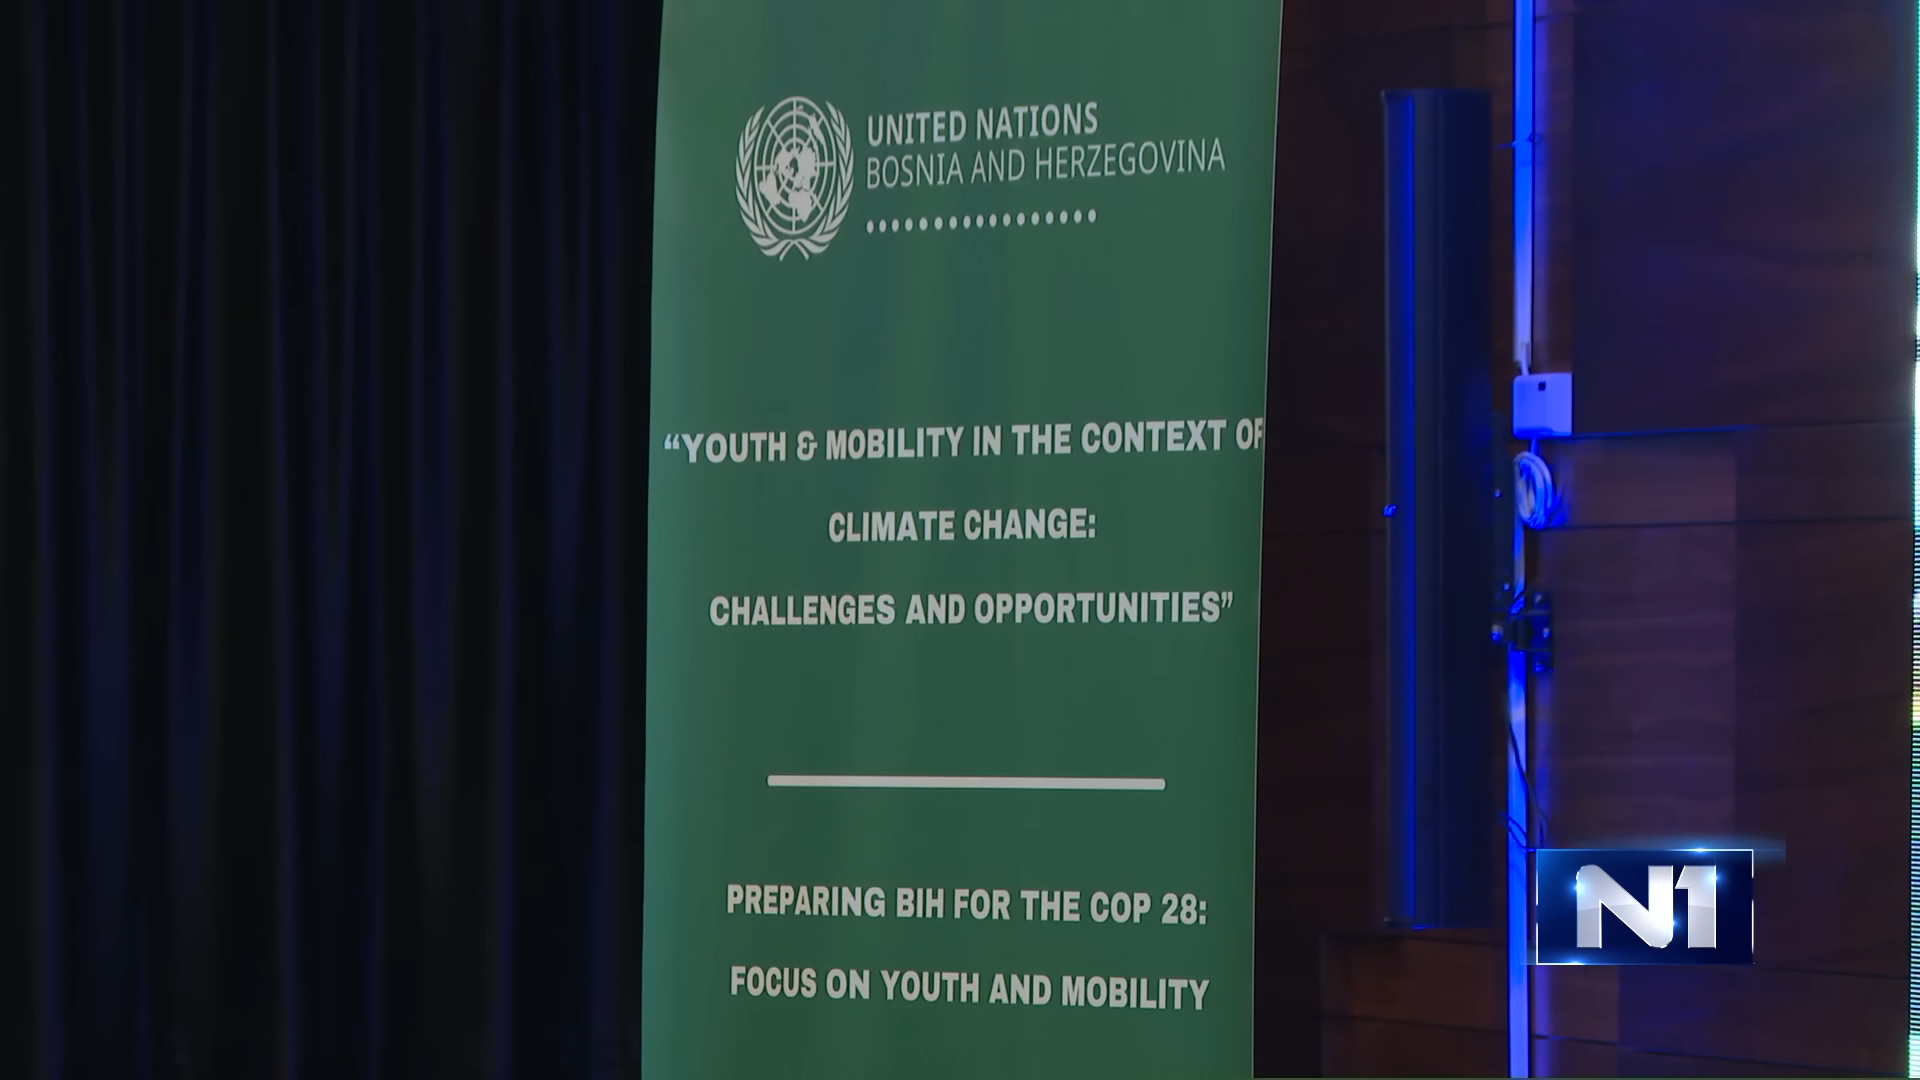 UNITED NATIONS
BOSNIA AND HERZEGOVINA
“YOUTH & MOBILITY IN THE CONTEXT OF
CLIMATE CHANGE:
CHALLENGES AND OPPORTUNITIES”
PREPARING BIH FOR THE COP 28:
FOCUS ON YOUTH AND MOBILITY
N1